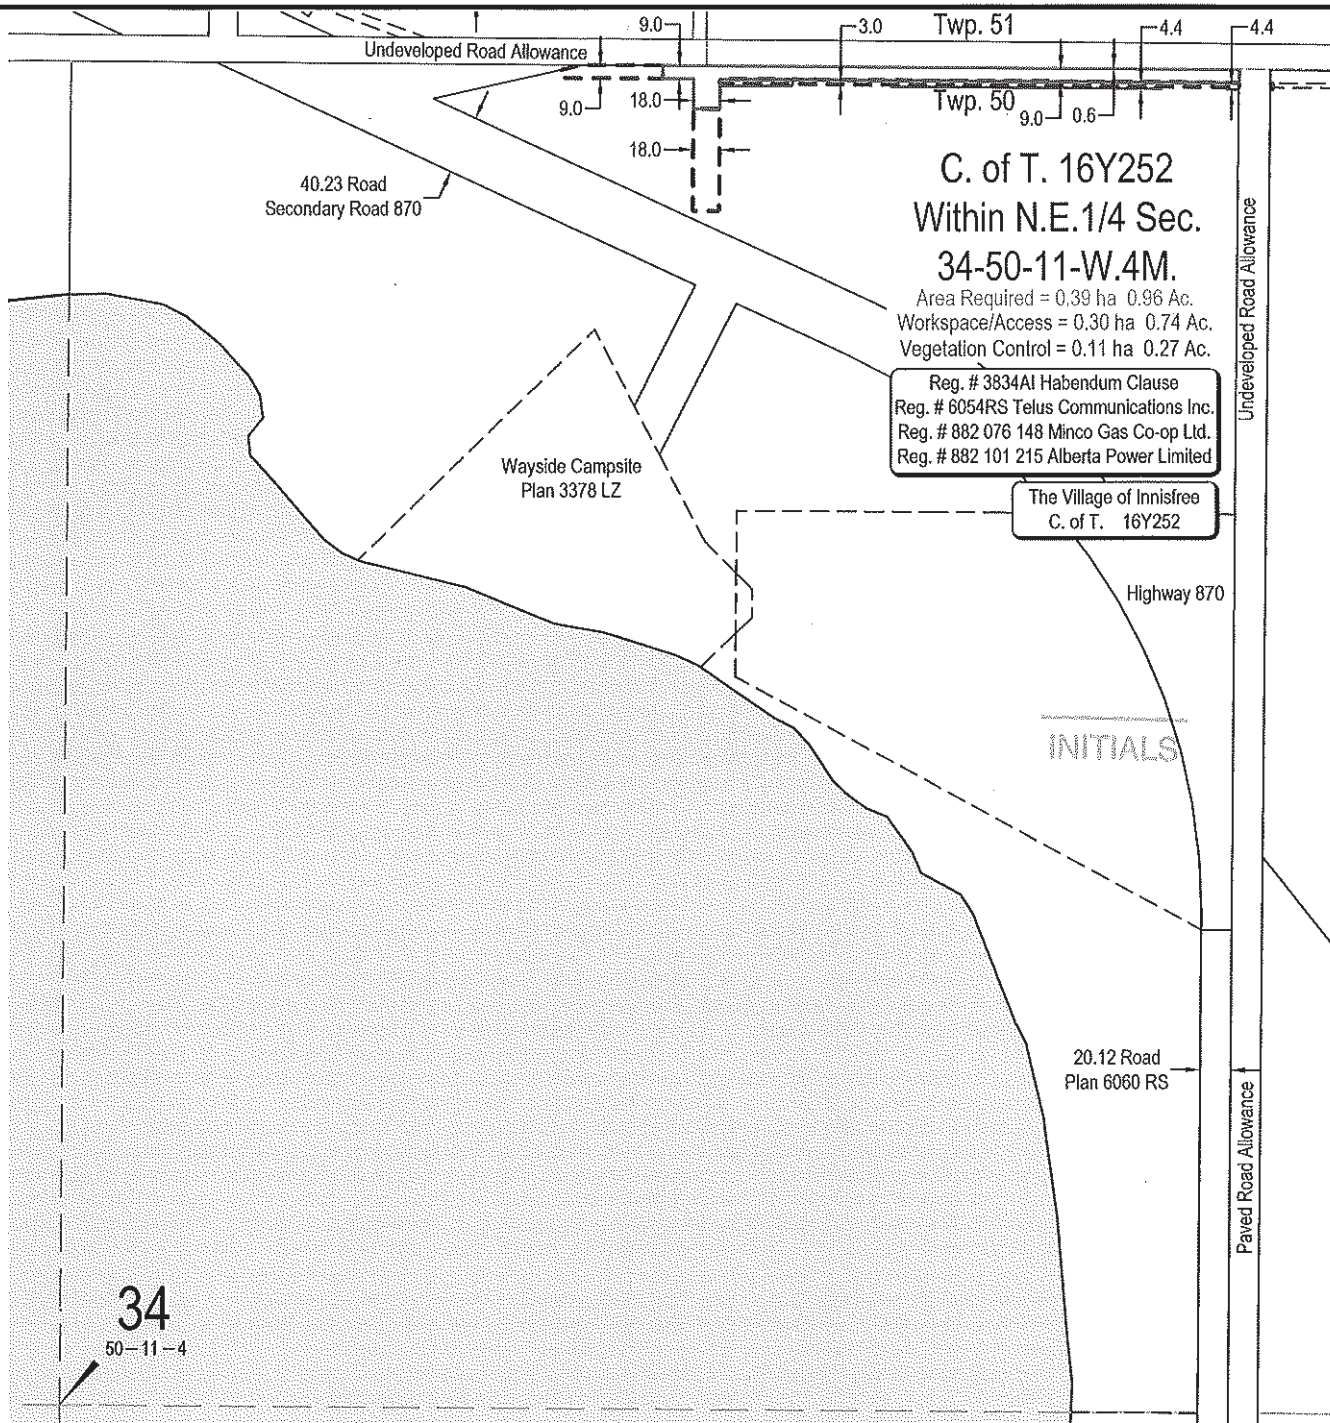 9.0
3.0
Twp. 51
4.4
4.4
Undeveloped Road Allowance
9.0
18.0
Twp. 50
9.0
0.6
18.0
40.23 Road
Secondary Road 870
C. of T. 16Y252
Within N.E.1/4 Sec.
34-50-11-W.4M.
Area Required = 0.39 ha 0.96 Ac.
Workspace/Access = 0.30 ha 0.74 Ac.
Vegetation Control = 0.11 ha 0.27 Ac.
Undeveloped Road Allowance
Reg. # 3834AI Habendum Clause
Reg. # 6054RS Telus Communications Inc.
Reg. # 882 076 148 Minco Gas Co-op Ltd.
Reg. # 882 101 215 Alberta Power Limited
Wayside Campsite
Plan 3378 LZ
The Village of Innisfree
C. of T. 16Y252
Highway 870
INITIALS
20.12 Road
Plan 6060 RS
Paved Road Allowance
34
50-11-4